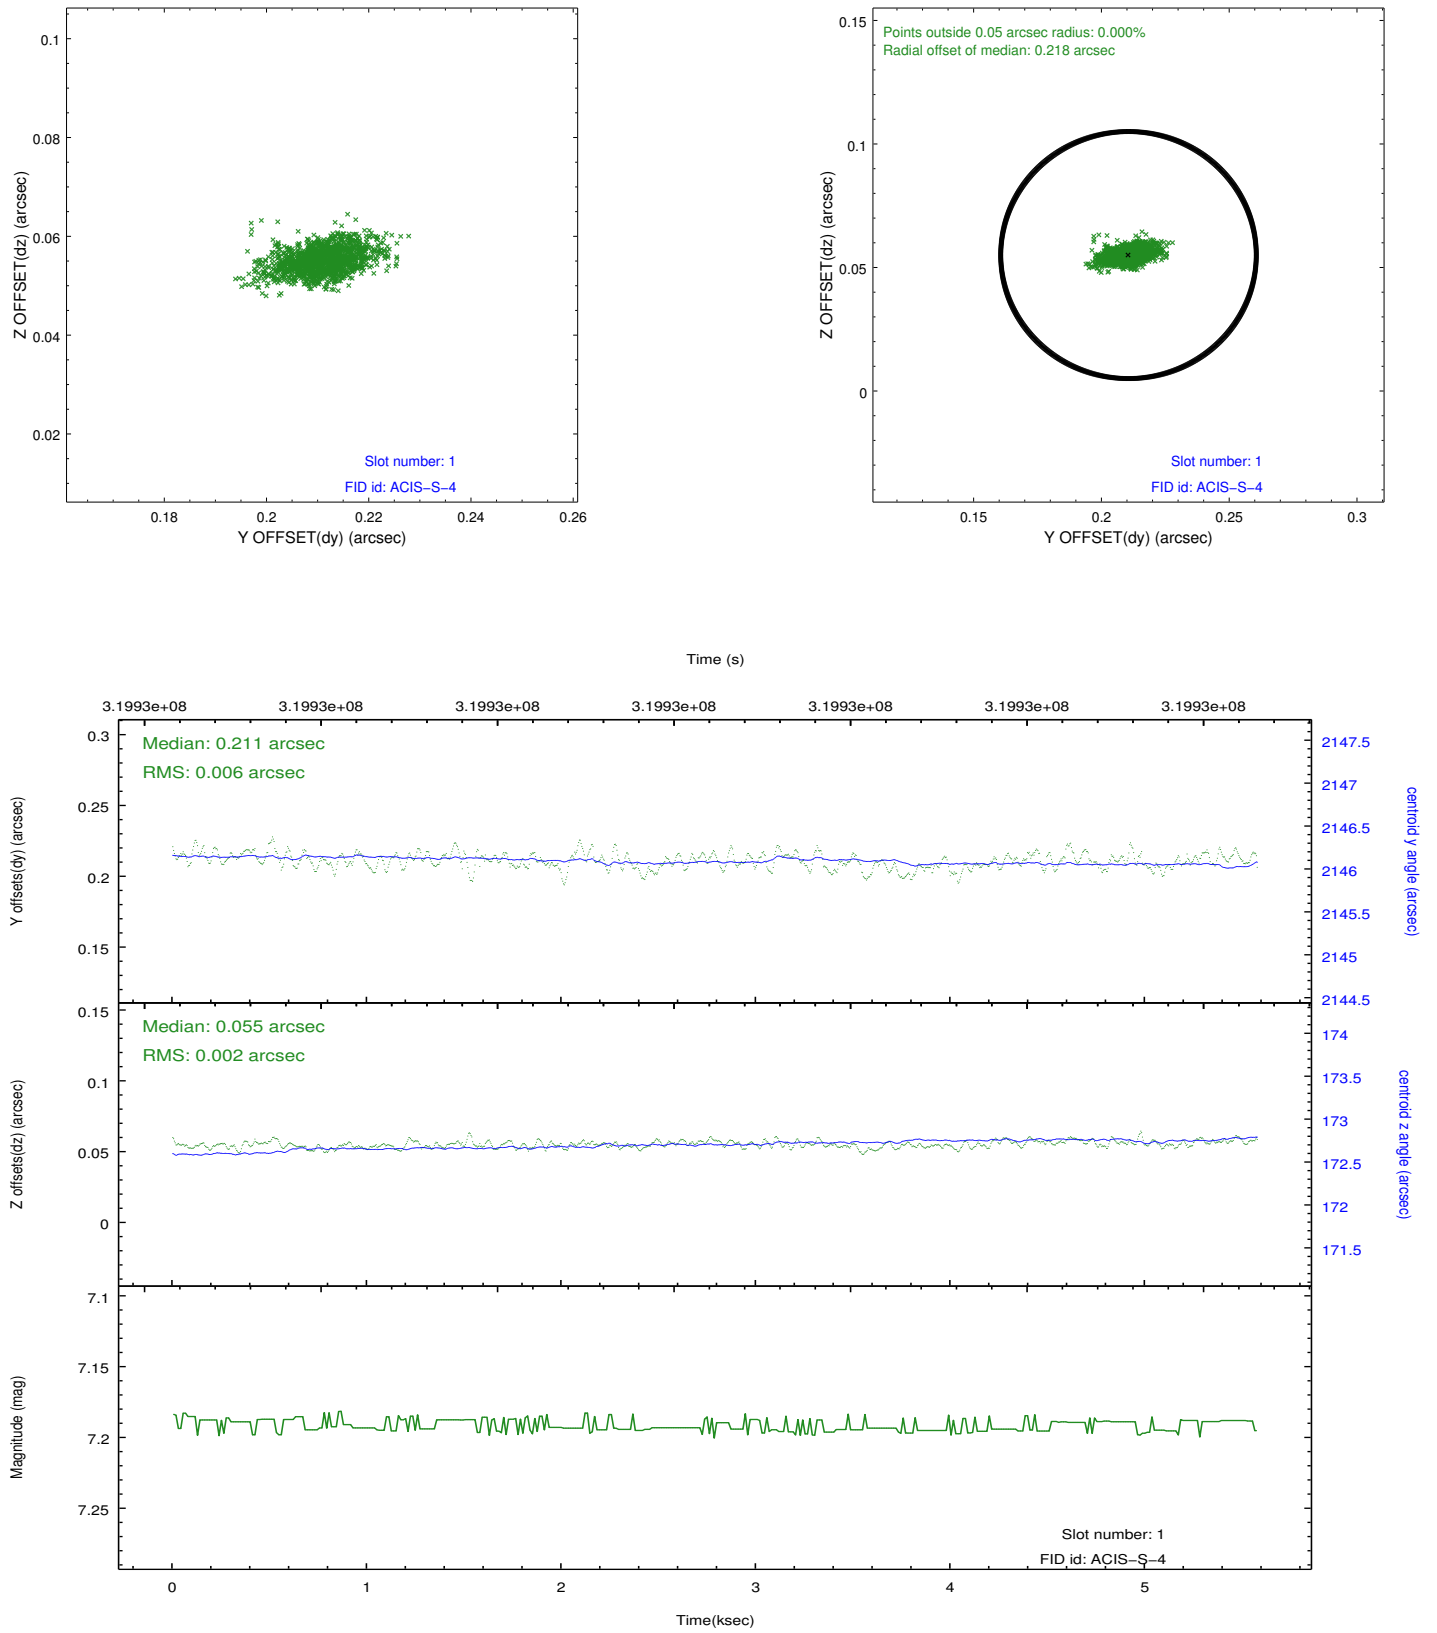 0.1
0.08
0.06
0.04
0.02
Z OFFSET(dz) (arcsec)
Slot number: 1
FID id: ACIS−S−4
0.18
0.2
0.22
0.24
0.26
Y OFFSET(dy) (arcsec)
Points outside 0.05 arcsec radius: 0.000%
Radial offset of median: 0.218 arcsec
0.15
0.1
0.05
0
Z OFFSET(dz) (arcsec)
Slot number: 1
FID id: ACIS−S−4
0.15
0.2
0.25
0.3
Y OFFSET(dy) (arcsec)
Time (s)
3.1993e+08
3.1993e+08
3.1993e+08
3.1993e+08
3.1993e+08
3.1993e+08
3.1993e+08
Median: 0.211 arcsec
RMS: 0.006 arcsec
0.3
0.25
0.2
0.15
Y offsets(dy) (arcsec)
2147.5
2147
2146.5
2146
2145.5
2145
2144.5
centroid y angle (arcsec)
Median: 0.055 arcsec
RMS: 0.002 arcsec
0.15
0.1
0.05
0
Z offsets(dz) (arcsec)
174
173.5
173
172.5
172
171.5
centroid z angle (arcsec)
7.1
7.15
7.2
7.25
Magnitude (mag)
Slot number: 1
FID id: ACIS−S−4
0
1
2
3
4
5
Time(ksec)